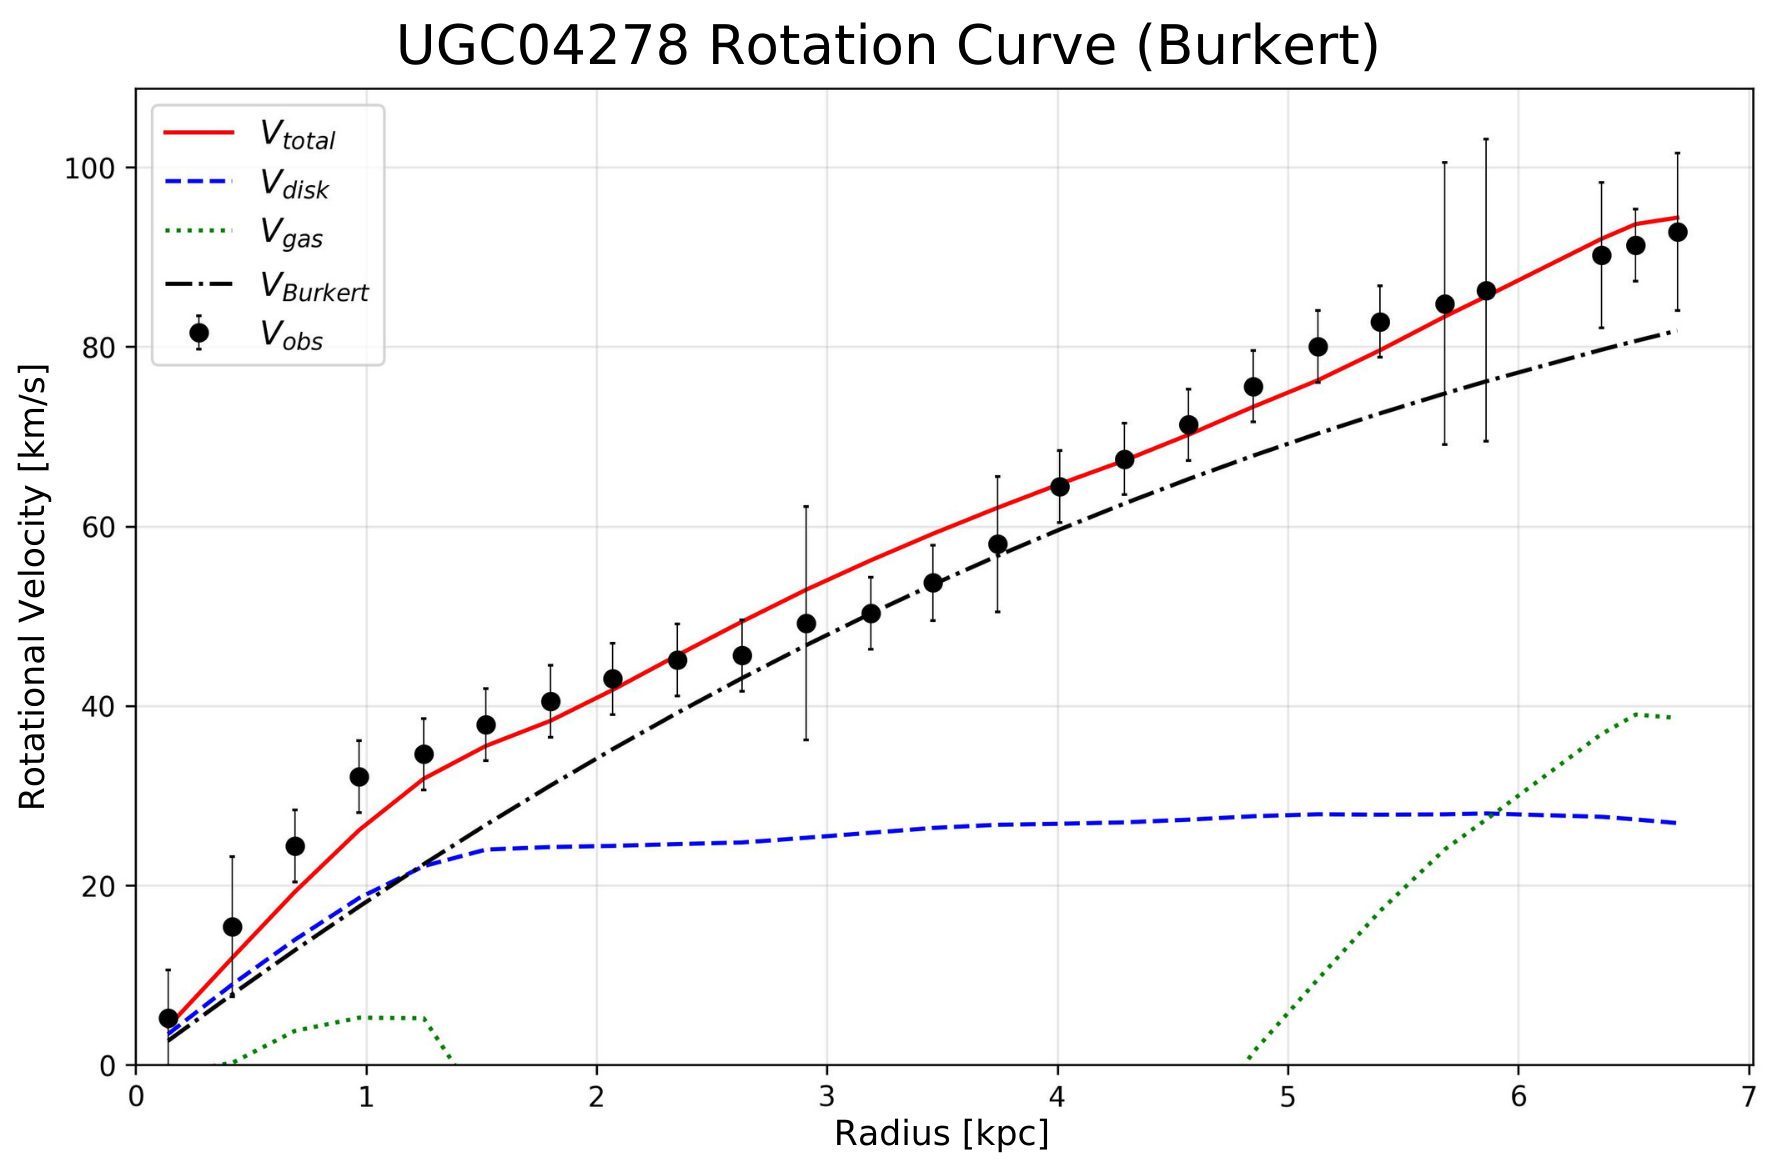 UGC04278 Rotation Curve (Burkert)
V_total
V_disk
V_gas
V_Burkert
V_obs
Rotational Velocity [km/s]
100
80
60
40
20
0
0 1 2 3 4 5 6 7
Radius [kpc]